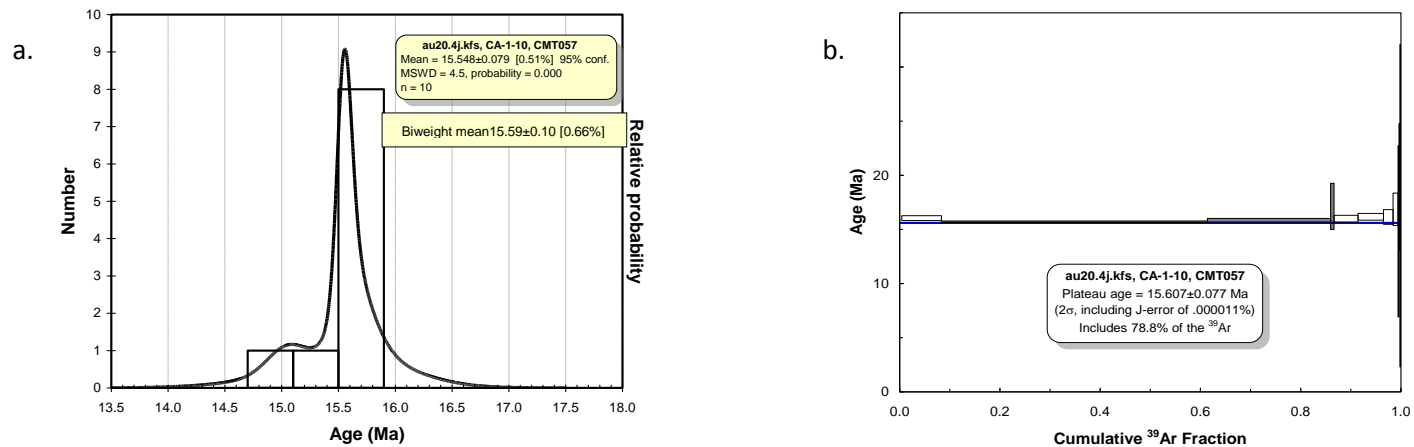 a.
10
9
8
7
6
5
4
3
2
1
0
Number
au20.4j.kfs, CA-1-10, CMT057
Mean = 15.548±0.079 [0.51%] 95% conf.
MSWD = 4.5, probability = 0.000
n = 10
Biweight mean15.59±0.10 [0.66%]
Relative probability
13.5 14.0 14.5 15.0 15.5 16.0 16.5 17.0 17.5 18.0
Age (Ma)
b.
20
10
0
Age (Ma)
au20.4j.kfs, CA-1-10, CMT057
Plateau age = 15.607±0.077 Ma
(2σ, including J-error of .000011%)
Includes 78.8% of the ³⁹Ar
0.0 0.2 0.4 0.6 0.8 1.0
Cumulative ³⁹Ar Fraction